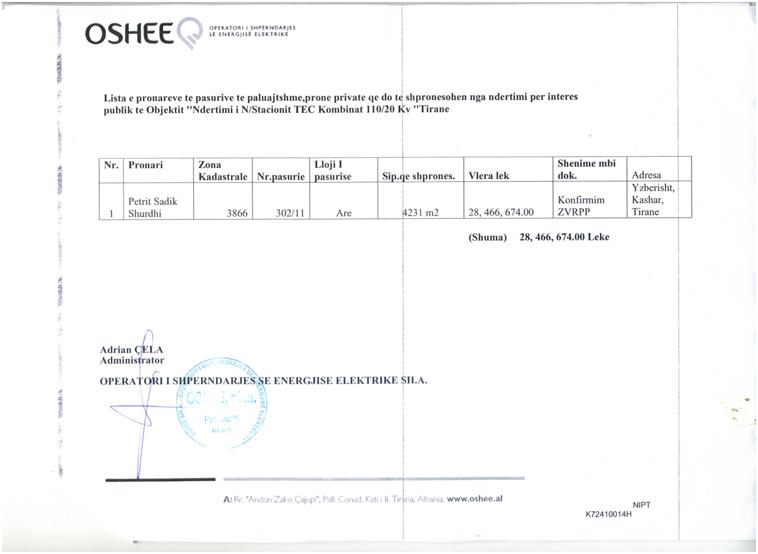 OSHEE OPERATORI I SHPERNDARJES
SE ENERGJISE ELEKTRIKE
Lista e pronareve te pasurive te paluajtshme,prone private qe do te shpronesohen nga ndertimi per interes
publik te Objektit "Ndertimi i N/Stacionit TEC Kombinat 110/20 Kv "Tirane
Nr. Pronari Zona Kadastrale Nr.pasurie Lloji I pasurise Sip.qe shprones. Vlera lek Shenime mbi dok. Adresa
1 Petrit Sadik Shurdhi 3866 302/11 Are 4231 m2 28, 466, 674.00 Konfirmim ZVRPP Yzberisht, Kashar, Tirane
(Shuma) 28, 466, 674.00 Leke
Adrian ÇELA
Administrator
OPERATORI I SHPERNDARJES SE ENERGJISE ELEKTRIKE SH.A.
A: Rr. "Andon Zako Çajupi", Pall. Conad, Kati i II, Tirana, Albania, www.oshee.al
NIPT
K72410014H